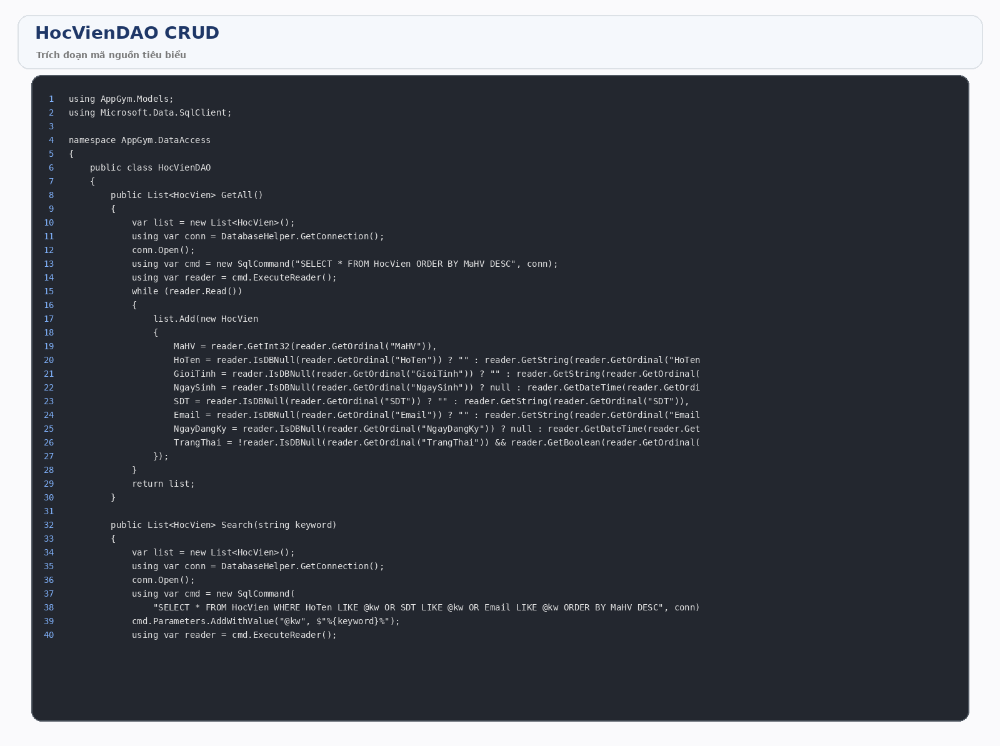 HocVienDAO CRUD
Trích đoạn mã nguồn tiêu biểu
1 using AppGym.Models;
2 using Microsoft.Data.SqlClient;
3
4 namespace AppGym.DataAccess
5 {
6     public class HocVienDAO
7     {
8         public List<HocVien> GetAll()
9         {
10             var list = new List<HocVien>();
11             using var conn = DatabaseHelper.GetConnection();
12             conn.Open();
13             using var cmd = new SqlCommand("SELECT * FROM HocVien ORDER BY MaHV DESC", conn);
14             using var reader = cmd.ExecuteReader();
15             while (reader.Read())
16             {
17                 list.Add(new HocVien
18                 {
19                     MaHV = reader.GetInt32(reader.GetOrdinal("MaHV")),
20                     HoTen = reader.IsDBNull(reader.GetOrdinal("HoTen")) ? "" : reader.GetString(reader.GetOrdinal("HoTen
21                     GioiTinh = reader.IsDBNull(reader.GetOrdinal("GioiTinh")) ? "" : reader.GetString(reader.GetOrdinal(
22                     NgaySinh = reader.IsDBNull(reader.GetOrdinal("NgaySinh")) ? null : reader.GetDateTime(reader.GetOrdi
23                     SDT = reader.IsDBNull(reader.GetOrdinal("SDT")) ? "" : reader.GetString(reader.GetOrdinal("SDT")),
24                     Email = reader.IsDBNull(reader.GetOrdinal("Email")) ? "" : reader.GetString(reader.GetOrdinal("Email
25                     NgayDangKy = reader.IsDBNull(reader.GetOrdinal("NgayDangKy")) ? null : reader.GetDateTime(reader.Get
26                     TrangThai = !reader.IsDBNull(reader.GetOrdinal("TrangThai")) && reader.GetBoolean(reader.GetOrdinal(
27                 });
28             }
29             return list;
30         }
31
32         public List<HocVien> Search(string keyword)
33         {
34             var list = new List<HocVien>();
35             using var conn = DatabaseHelper.GetConnection();
36             conn.Open();
37             using var cmd = new SqlCommand(
38                 "SELECT * FROM HocVien WHERE HoTen LIKE @kw OR SDT LIKE @kw OR Email LIKE @kw ORDER BY MaHV DESC", conn)
39             cmd.Parameters.AddWithValue("@kw", $"%{keyword}%");
40             using var reader = cmd.ExecuteReader();